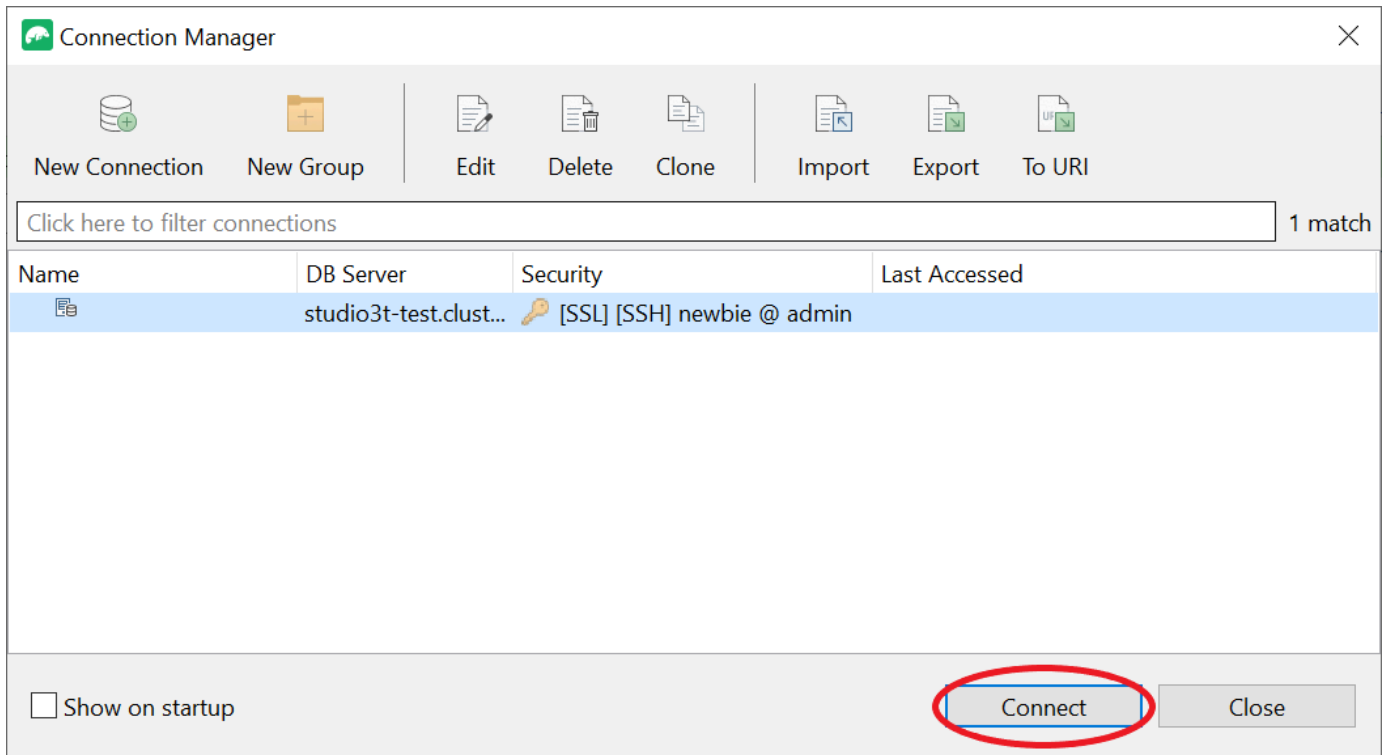 Connection Manager
New Connection New Group Edit Delete Clone Import Export To URI
Click here to filter connections 1 match
Name DB Server Security Last Accessed
studio3t-test.clust... [SSL] [SSH] newbie @ admin
Show on startup Connect Close